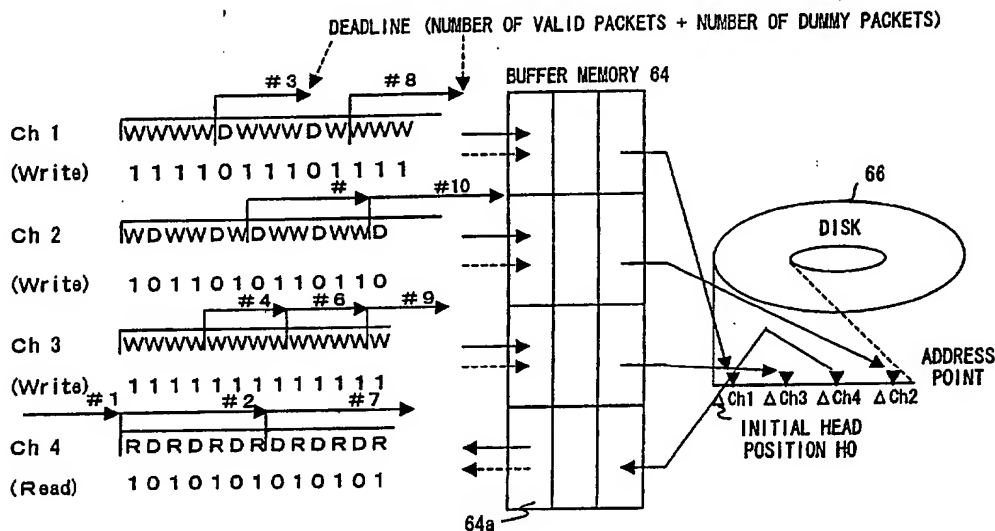 DEADLINE (NUMBER OF VALID PACKETS + NUMBER OF DUMMY PACKETS)
#3 #8
BUFFER MEMORY 64
Ch 1 WWWWDWWWDWWWW
(Write) 1111011101111
# #10
Ch 2 WDWWDWDWWDWWD
(Write) 1011010110110
#4 #6 #9
Ch 3 WWWWWWWWWWWWW
(Write) 1111111111111
#1 #2 #7
Ch 4 RDRDRDRDRDRDR
(Read) 1010101010101
64a
66
DISK
ADDRESS
POINT
ΔCh1 ΔCh3 ΔCh4 ΔCh2
INITIAL HEAD
POSITION H0